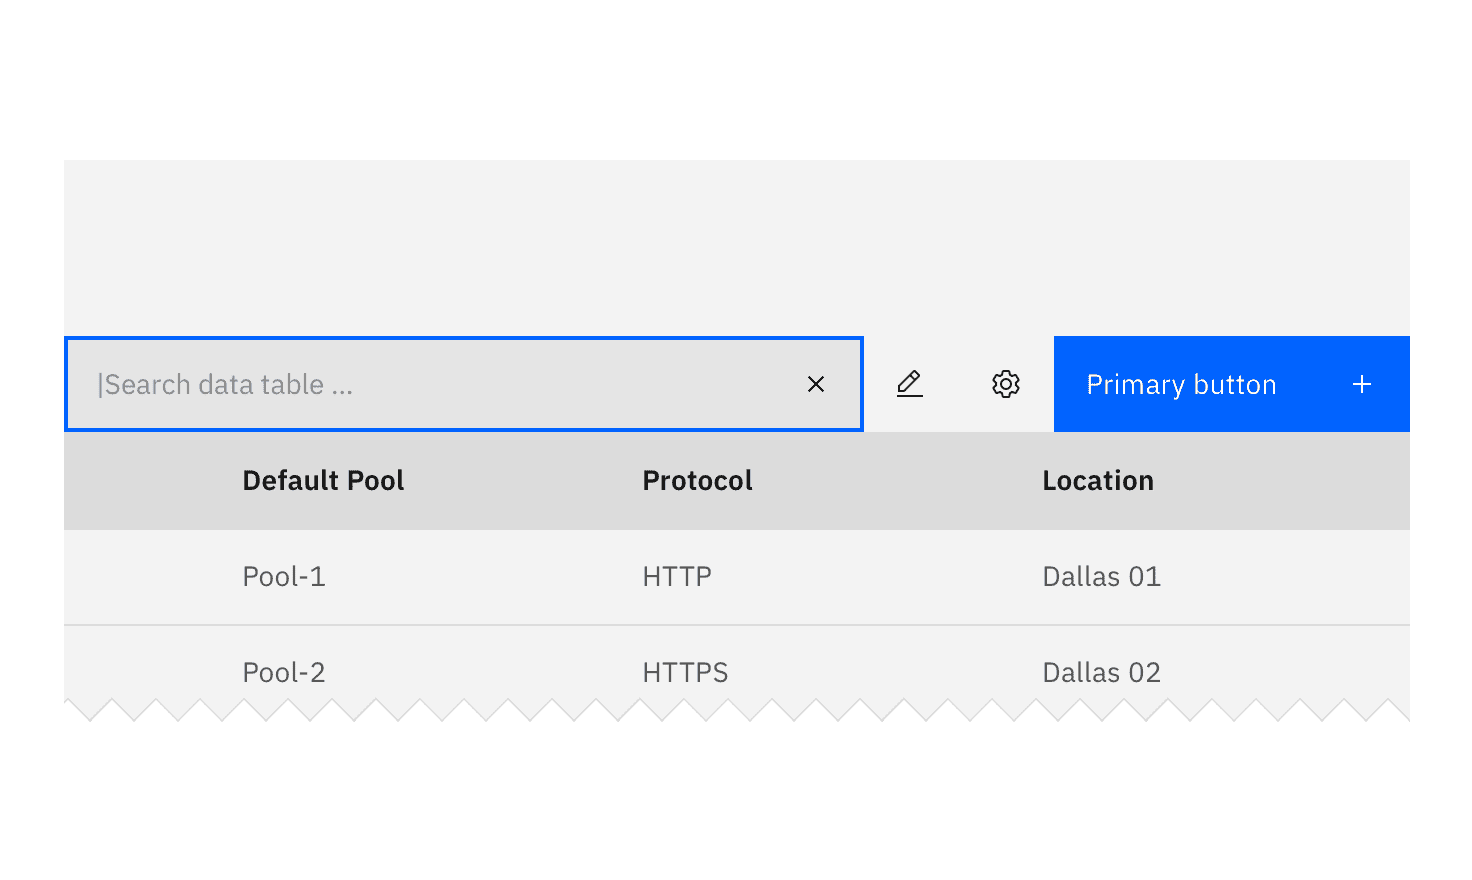 Search data table ...
Primary button
Default Pool Protocol Location
Pool-1 HTTP Dallas 01
Pool-2 HTTPS Dallas 02